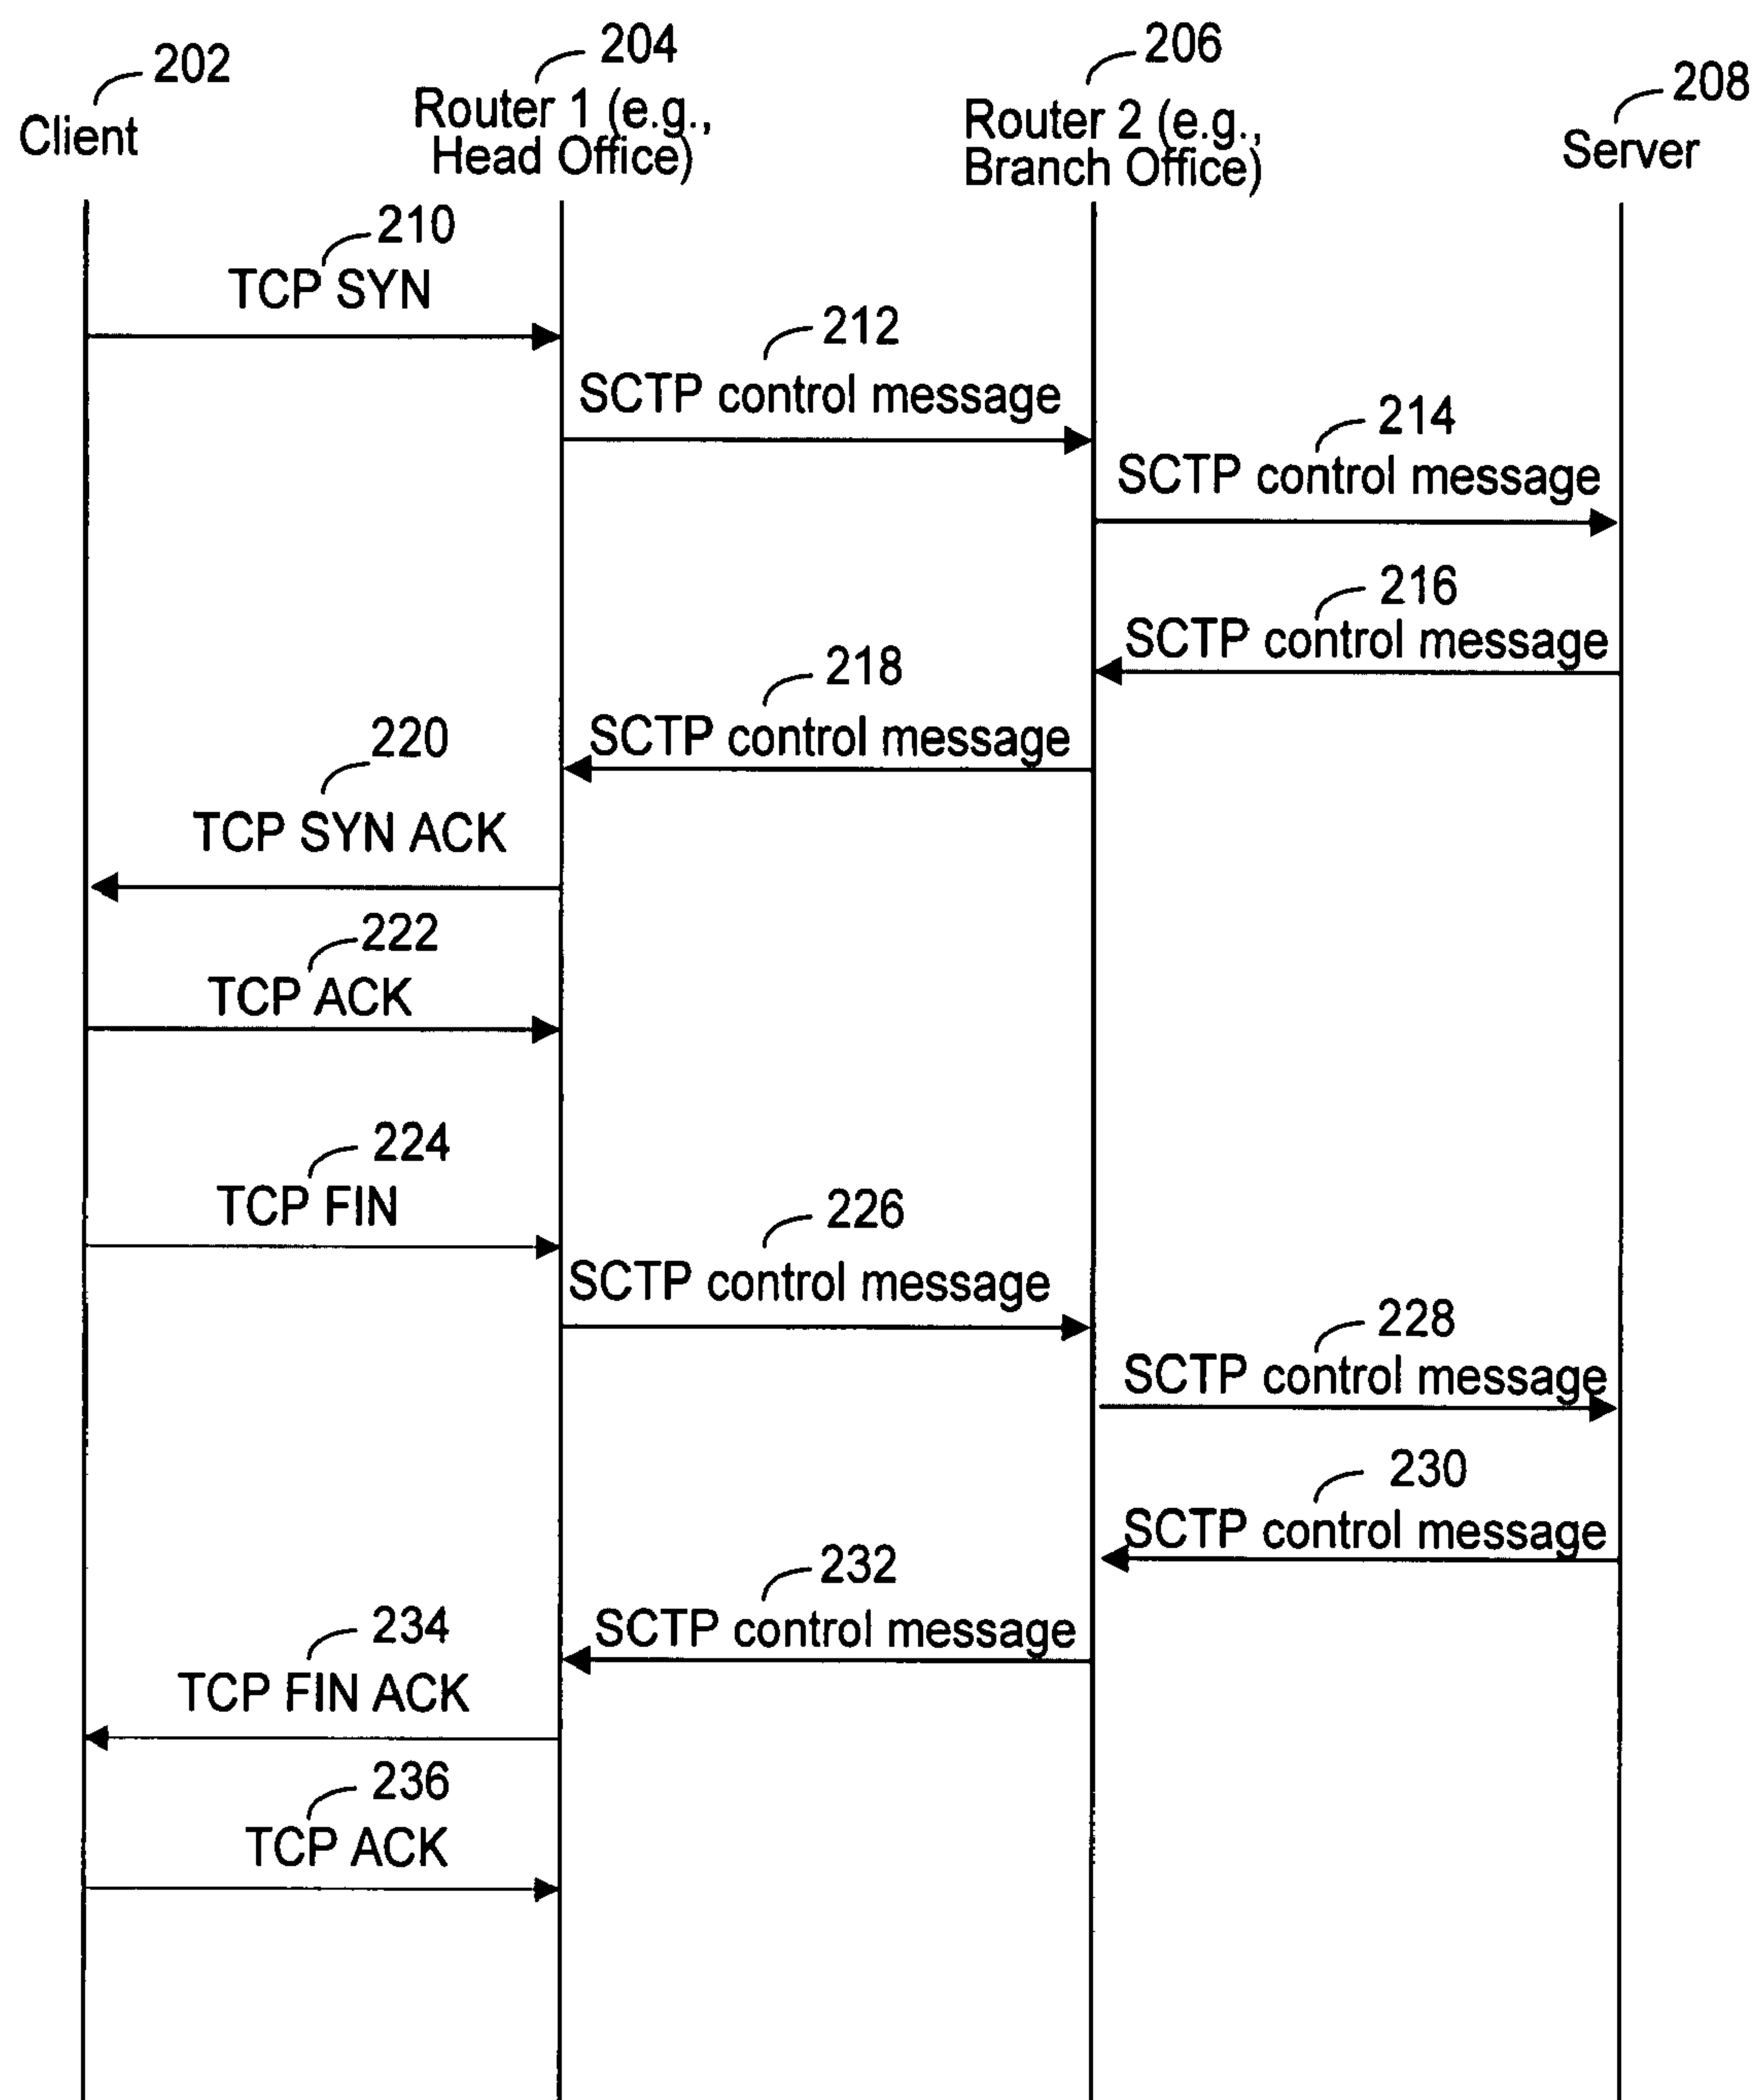 202
204
206
208
Client
Router 1 (e.g.,
Head Office)
Router 2 (e.g.,
Branch Office)
Server
210
TCP SYN
212
SCTP control message
214
SCTP control message
216
SCTP control message
218
SCTP control message
220
TCP SYN ACK
222
TCP ACK
224
TCP FIN
226
SCTP control message
228
SCTP control message
230
SCTP control message
232
SCTP control message
234
TCP FIN ACK
236
TCP ACK